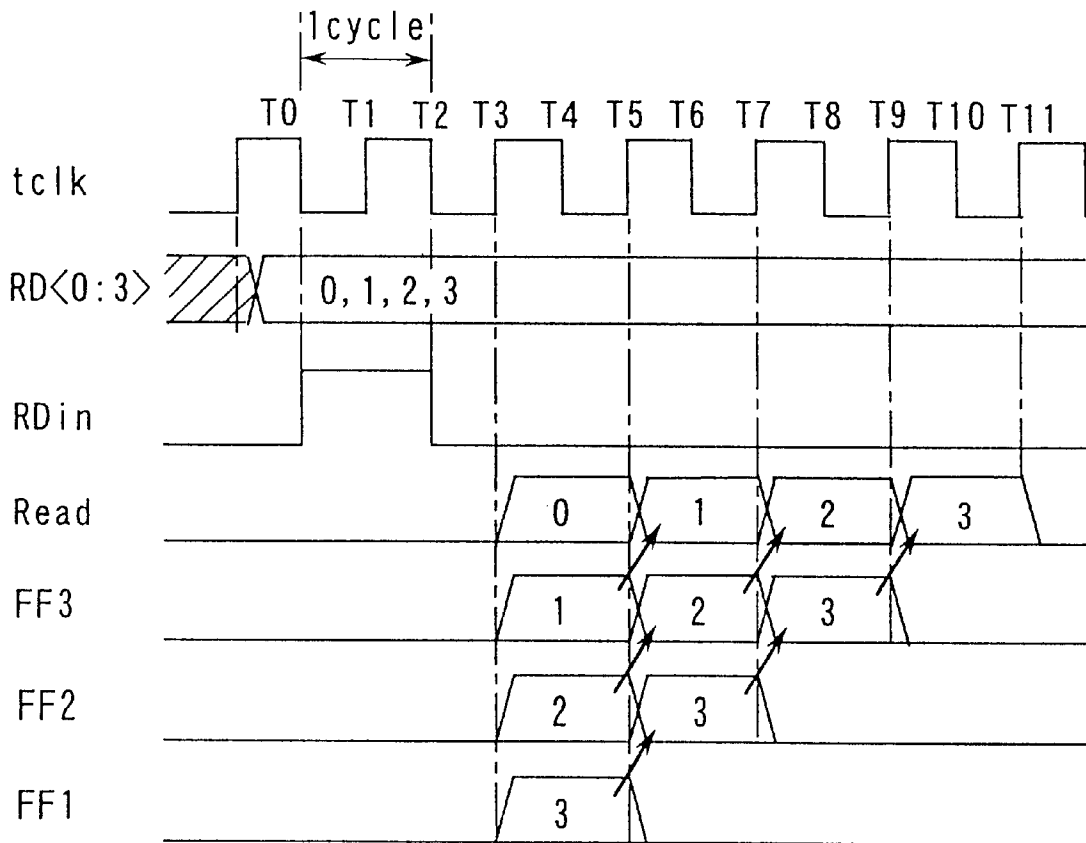 1cycle
T0 T1 T2 T3 T4 T5 T6 T7 T8 T9 T10 T11
tclk
RD<0:3> 0,1,2,3
RDin
Read 0 1 2 3
FF3 1 2 3
FF2 2 3
FF1 3